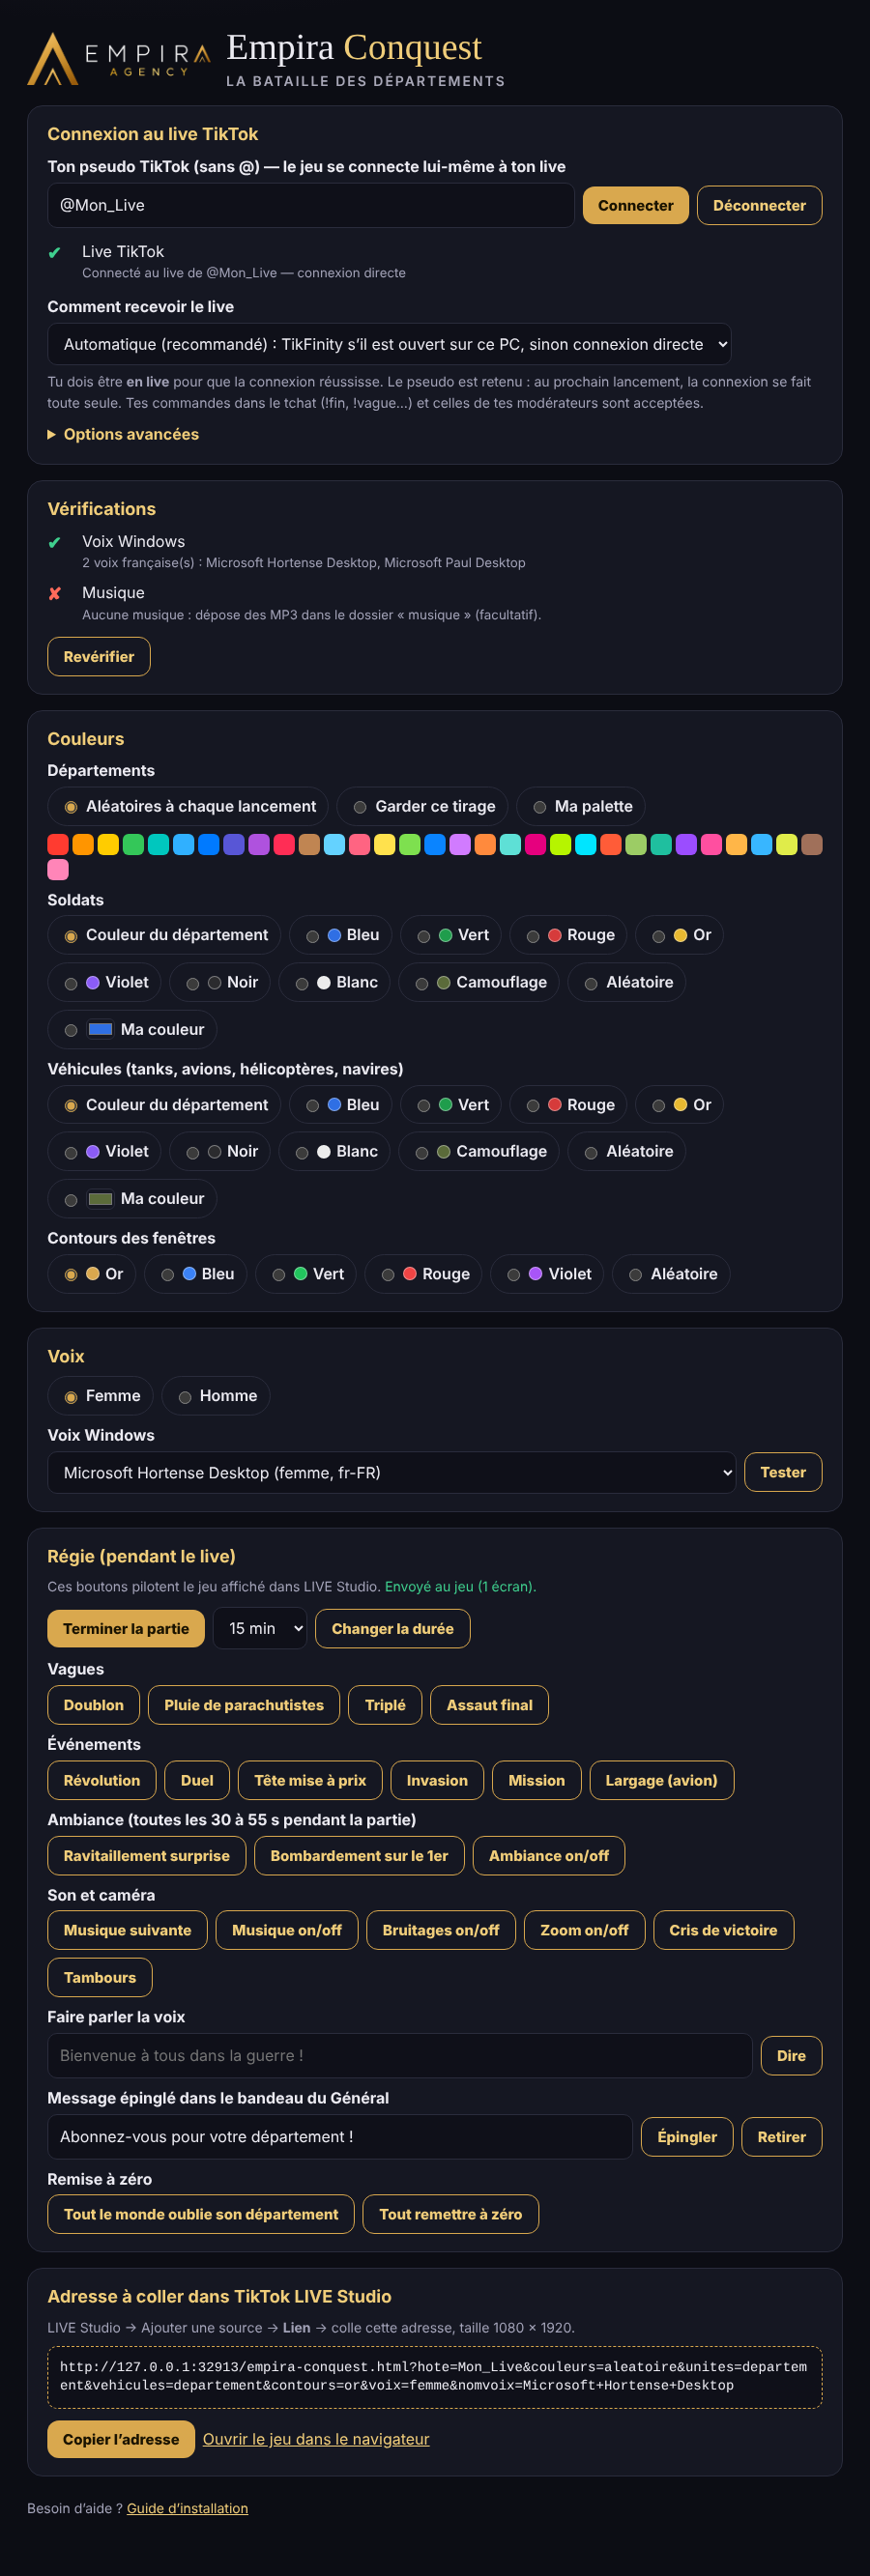 EMPIRA
AGENCY
Empira Conquest
LA BATAILLE DES DÉPARTEMENTS
Connexion au live TikTok
Ton pseudo TikTok (sans @) — le jeu se connecte lui-même à ton live
@Mon_Live
Connecter
Déconnecter
✔ Live TikTok
Connecté au live de @Mon_Live — connexion directe
Comment recevoir le live
Automatique (recommandé) : TikFinity s’il est ouvert sur ce PC, sinon connexion directe
Tu dois être en live pour que la connexion réussisse. Le pseudo est retenu : au prochain lancement, la connexion se fait
toute seule. Tes commandes dans le tchat (!fin, !vague…) et celles de tes modérateurs sont acceptées.
Options avancées
Vérifications
✔ Voix Windows
2 voix française(s) : Microsoft Hortense Desktop, Microsoft Paul Desktop
✘ Musique
Aucune musique : dépose des MP3 dans le dossier « musique » (facultatif).
Revérifier
Couleurs
Départements
Aléatoires à chaque lancement Garder ce tirage Ma palette
Soldats
Couleur du département Bleu Vert Rouge Or
Violet Noir Blanc Camouflage Aléatoire
Ma couleur
Véhicules (tanks, avions, hélicoptères, navires)
Couleur du département Bleu Vert Rouge Or
Violet Noir Blanc Camouflage Aléatoire
Ma couleur
Contours des fenêtres
Or Bleu Vert Rouge Violet Aléatoire
Voix
Femme Homme
Voix Windows
Microsoft Hortense Desktop (femme, fr-FR)
Tester
Régie (pendant le live)
Ces boutons pilotent le jeu affiché dans LIVE Studio. Envoyé au jeu (1 écran).
Terminer la partie 15 min Changer la durée
Vagues
Doublon Pluie de parachutistes Triplé Assaut final
Événements
Révolution Duel Tête mise à prix Invasion Mission Largage (avion)
Ambiance (toutes les 30 à 55 s pendant la partie)
Ravitaillement surprise Bombardement sur le 1er Ambiance on/off
Son et caméra
Musique suivante Musique on/off Bruitages on/off Zoom on/off Cris de victoire
Tambours
Faire parler la voix
Bienvenue à tous dans la guerre !
Dire
Message épinglé dans le bandeau du Général
Abonnez-vous pour votre département !
Épingler
Retirer
Remise à zéro
Tout le monde oublie son département Tout remettre à zéro
Adresse à coller dans TikTok LIVE Studio
LIVE Studio → Ajouter une source → Lien → colle cette adresse, taille 1080 × 1920.
http://127.0.0.1:32913/empira-conquest.html?hote=Mon_Live&couleurs=aleatoire&unites=departem
ent&vehicules=departement&contours=or&voix=femme&nomvoix=Microsoft+Hortense+Desktop
Copier l’adresse Ouvrir le jeu dans le navigateur
Besoin d’aide ? Guide d’installation